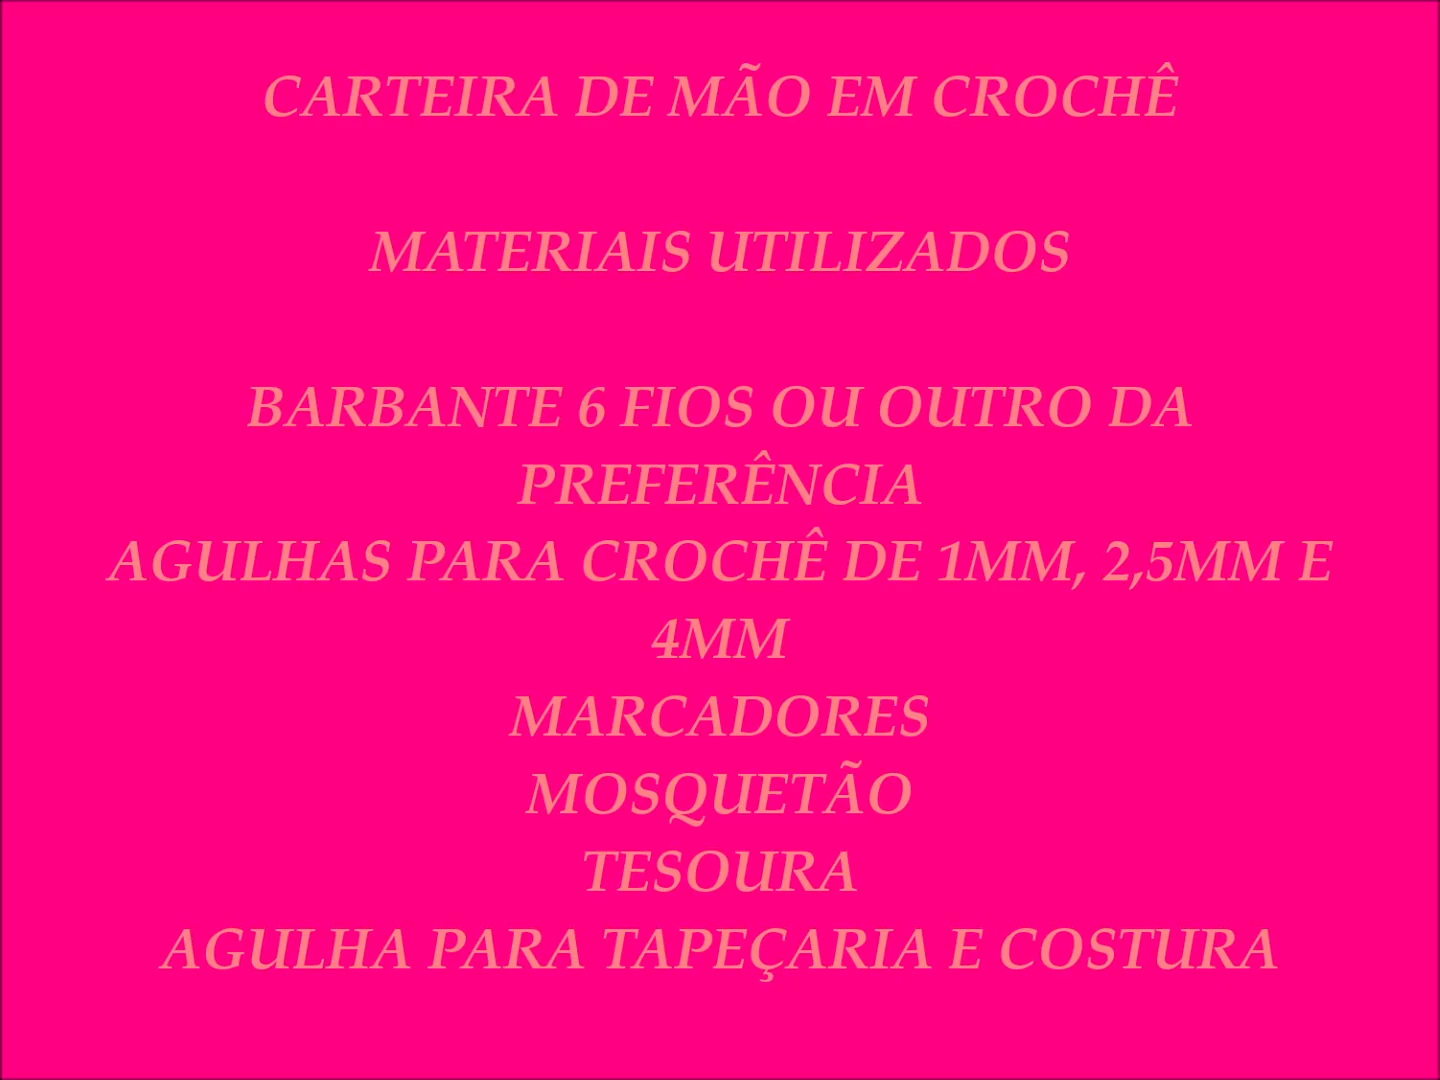 CARTEIRA DE MÃO EM CROCHÊ
MATERIAIS UTILIZADOS
BARBANTE 6 FIOS OU OUTRO DA
PREFERÊNCIA
AGULHAS PARA CROCHÊ DE 1MM, 2,5MM E
4MM
MARCADORES
MOSQUETÃO
TESOURA
AGULHA PARA TAPEÇARIA E COSTURA